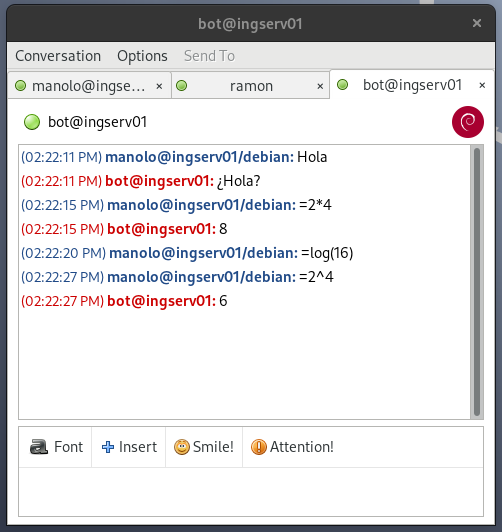 bot@ingserv01
Conversation Options Send To
manolo@ingse... × ramon × bot@ingserv01 ×
bot@ingserv01
(02:22:11 PM) manolo@ingserv01/debian: Hola
(02:22:11 PM) bot@ingserv01: ¿Hola?
(02:22:15 PM) manolo@ingserv01/debian: =2*4
(02:22:15 PM) bot@ingserv01: 8
(02:22:20 PM) manolo@ingserv01/debian: =log(16)
(02:22:27 PM) manolo@ingserv01/debian: =2^4
(02:22:27 PM) bot@ingserv01: 6
Font Insert Smile! Attention!